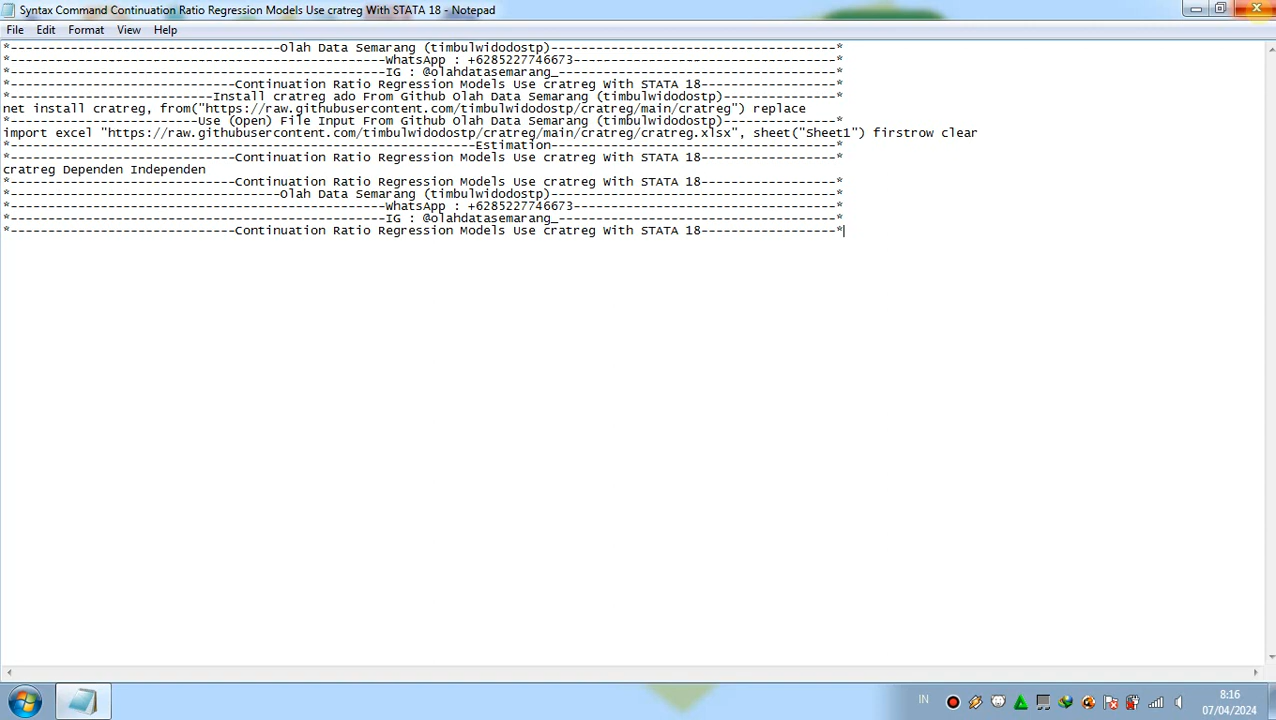 Syntax Command Continuation Ratio Regression Models Use cratreg With STATA 18 - Notepad
File Edit Format View Help
*------------------------------------Olah Data Semarang (timbulwidodostp)--------------------------------------*
*--------------------------------------------------WhatsApp : +6285227746673-----------------------------------*
*--------------------------------------------------IG : @olahdatasemarang_-------------------------------------*
*------------------------------Continuation Ratio Regression Models Use cratreg With STATA 18------------------*
*---------------------------Install cratreg ado From Github Olah Data Semarang (timbulwidodostp)---------------*
net install cratreg, from("https://raw.githubusercontent.com/timbulwidodostp/cratreg/main/cratreg") replace
*-------------------------Use (Open) File Input From Github Olah Data Semarang (timbulwidodostp)---------------*
import excel "https://raw.githubusercontent.com/timbulwidodostp/cratreg/main/cratreg/cratreg.xlsx", sheet("Sheet1") firstrow clear
*--------------------------------------------------------------Estimation--------------------------------------*
*------------------------------Continuation Ratio Regression Models Use cratreg With STATA 18------------------*
cratreg Dependen Independen
*------------------------------Continuation Ratio Regression Models Use cratreg With STATA 18------------------*
*------------------------------------Olah Data Semarang (timbulwidodostp)--------------------------------------*
*--------------------------------------------------WhatsApp : +6285227746673-----------------------------------*
*--------------------------------------------------IG : @olahdatasemarang_-------------------------------------*
*------------------------------Continuation Ratio Regression Models Use cratreg With STATA 18------------------*
IN
8:16
07/04/2024